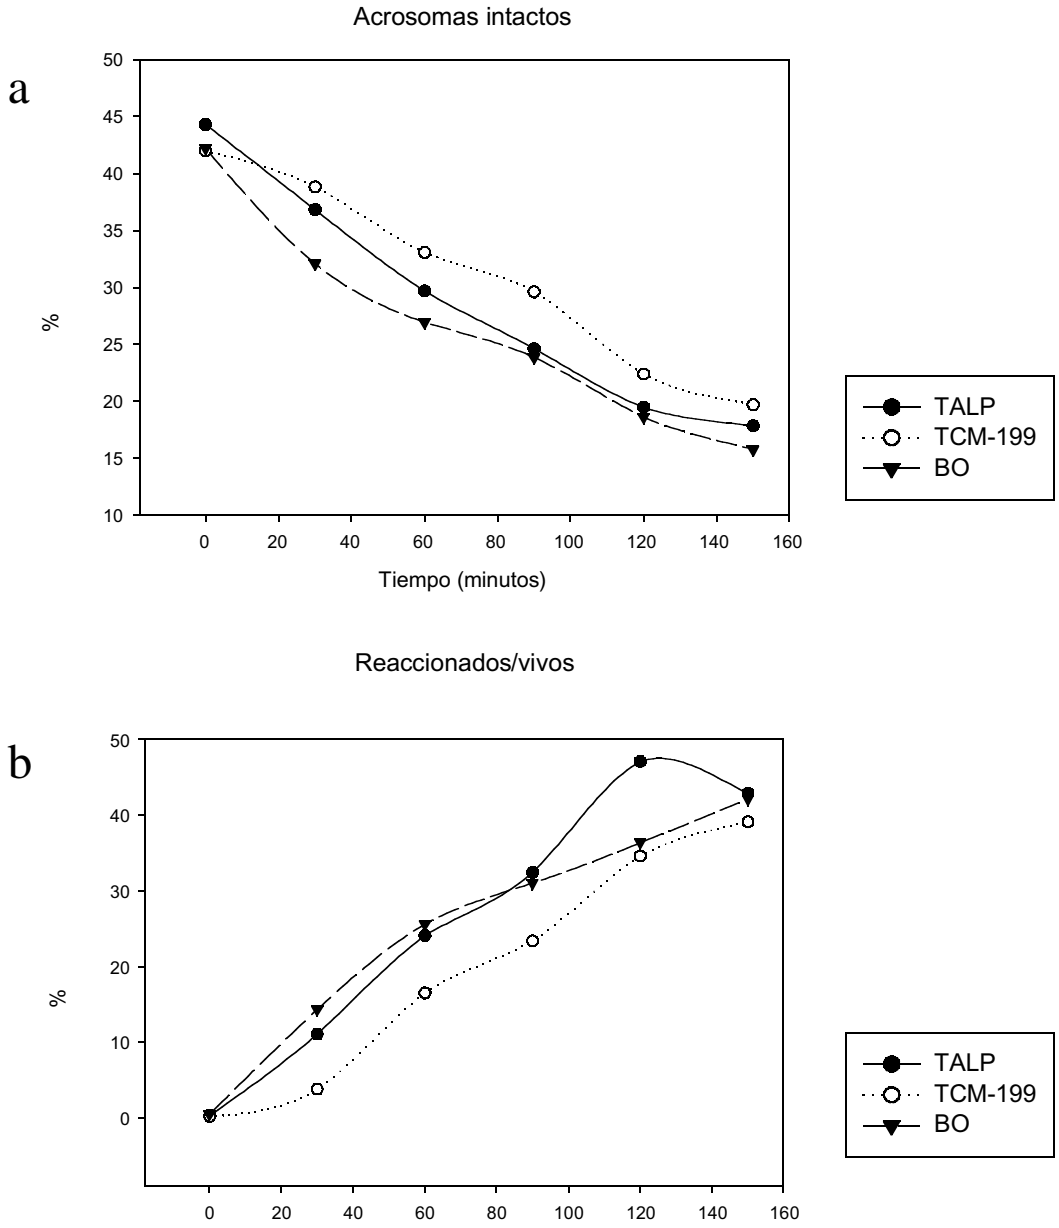 Acrosomas intactos
a
50
45
40
35
30
25
20
15
10
%
0 20 40 60 80 100 120 140 160
Tiempo (minutos)
TALP
TCM-199
BO
Reaccionados/vivos
b
50
40
30
20
10
0
%
0 20 40 60 80 100 120 140 160
TALP
TCM-199
BO